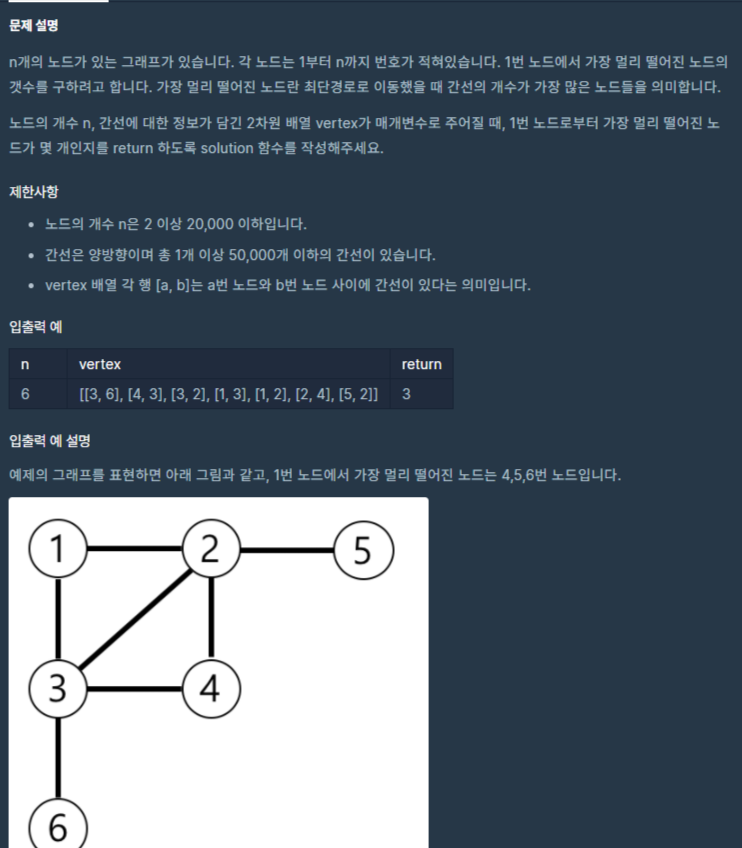 문제 설명
n개의 노드가 있는 그래프가 있습니다. 각 노드는 1부터 n까지 번호가 적혀있습니다. 1번 노드에서 가장 멀리 떨어진 노드의
갯수를 구하려고 합니다. 가장 멀리 떨어진 노드란 최단경로로 이동했을 때 간선의 개수가 가장 많은 노드들을 의미합니다.
노드의 개수 n, 간선에 대한 정보가 담긴 2차원 배열 vertex가 매개변수로 주어질 때, 1번 노드로부터 가장 멀리 떨어진 노
드가 몇 개인지를 return 하도록 solution 함수를 작성해주세요.
제한사항
• 노드의 개수 n은 2 이상 20,000 이하입니다.
• 간선은 양방향이며 총 1개 이상 50,000개 이하의 간선이 있습니다.
• vertex 배열 각 행 [a, b]는 a번 노드와 b번 노드 사이에 간선이 있다는 의미입니다.
입출력 예
n vertex return
6 [[3, 6], [4, 3], [3, 2], [1, 3], [1, 2], [2, 4], [5, 2]] 3
입출력 예 설명
예제의 그래프를 표현하면 아래 그림과 같고, 1번 노드에서 가장 멀리 떨어진 노드는 4,5,6번 노드입니다.
1 2 5
3 4
6